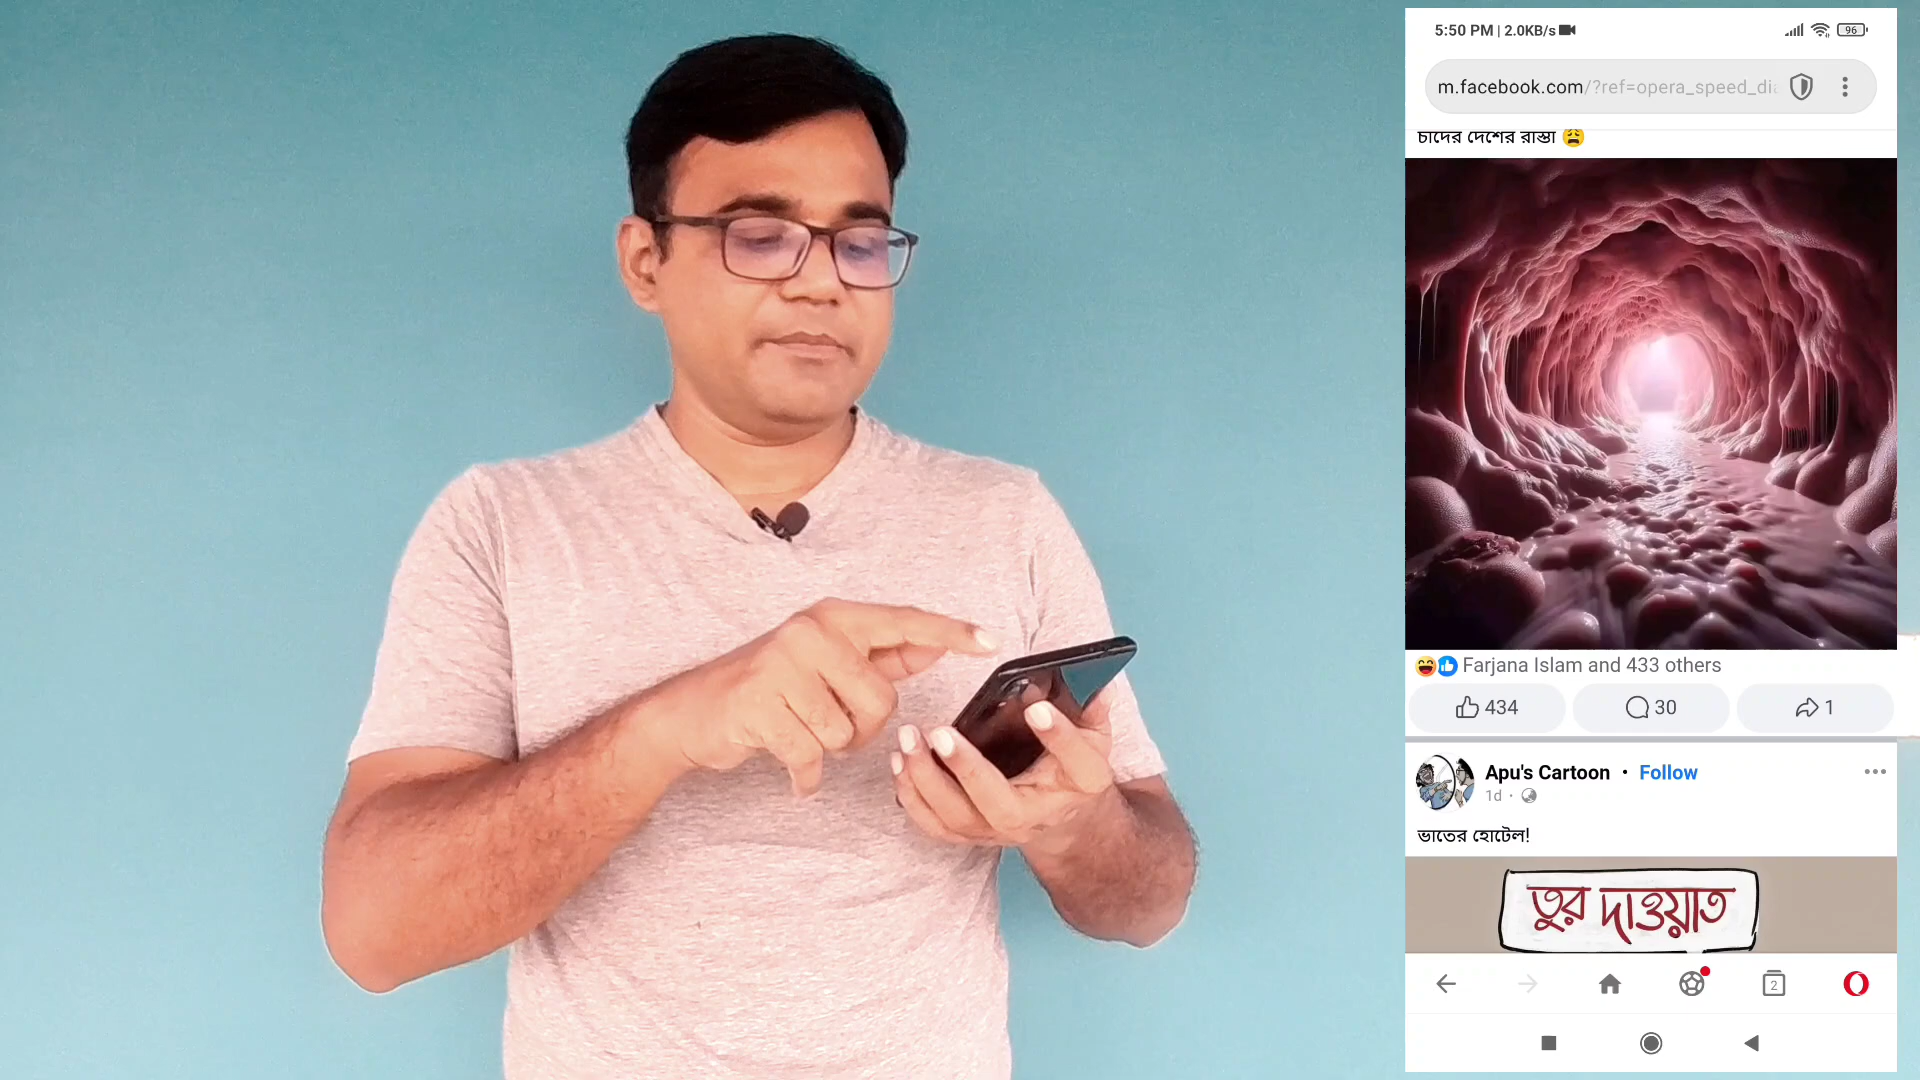 5:50 PM | 2.0KB/s
96
m.facebook.com/?ref=opera_speed_di
চাঁদের দেশের রাস্তা 😩
Farjana Islam and 433 others
434
30
1
Apu's Cartoon • Follow
1d
ভাতের হোটেল!
তুর দাওয়াত
2